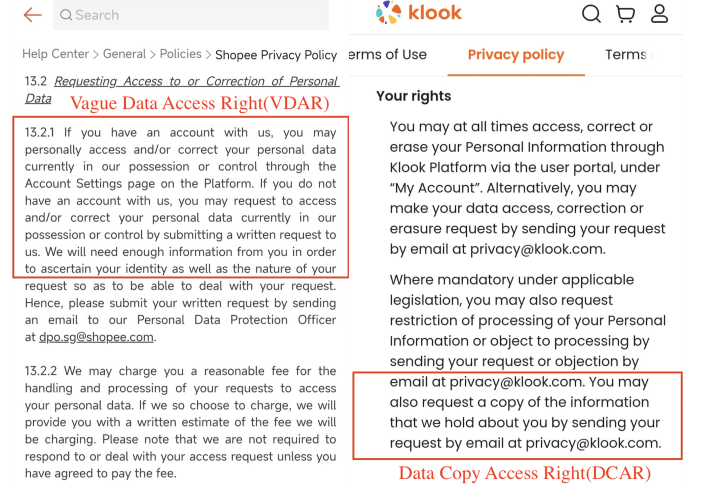 Search
Help Center > General > Policies > Shopee Privacy Policy
13.2 Requesting Access to or Correction of Personal
Data
Vague Data Access Right(VDAR)
13.2.1 If you have an account with us, you may
personally access and/or correct your personal data
currently in our possession or control through the
Account Settings page on the Platform. If you do not
have an account with us, you may request to access
and/or correct your personal data currently in our
possession or control by submitting a written request to
us. We will need enough information from you in order
to ascertain your identity as well as the nature of your
request so as to be able to deal with your request.
Hence, please submit your written request by sending
an email to our Personal Data Protection Officer
at dpo.sg@shopee.com.
13.2.2 We may charge you a reasonable fee for the
handling and processing of your requests to access
your personal data. If we so choose to charge, we will
provide you with a written estimate of the fee we will
be charging. Please note that we are not required to
respond to or deal with your access request unless you
have agreed to pay the fee.
klook
erms of Use Privacy policy Terms
Your rights
You may at all times access, correct or
erase your Personal Information through
Klook Platform via the user portal, under
“My Account”. Alternatively, you may
make your data access, correction or
erasure request by sending your request
by email at privacy@klook.com.
Where mandatory under applicable
legislation, you may also request
restriction of processing of your Personal
Information or object to processing by
sending your request or objection by
email at privacy@klook.com. You may
also request a copy of the information
that we hold about you by sending your
request by email at privacy@klook.com.
Data Copy Access Right(DCAR)